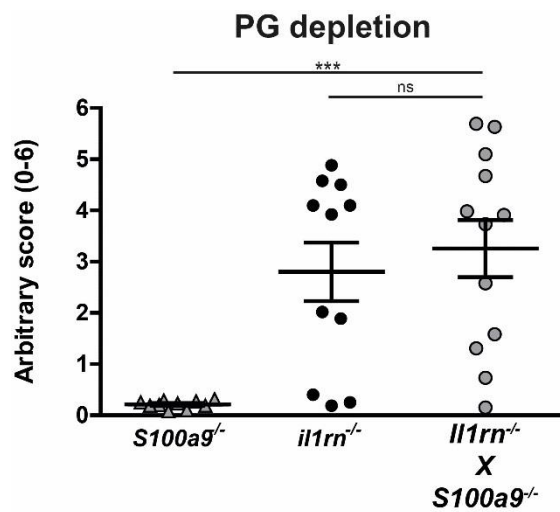 PG depletion
***
ns
Arbitrary score (0-6)
6
5
4
3
2
1
0
S100a9/-
il1rn-/-
Il1rn-/-
X
S100a9-/-